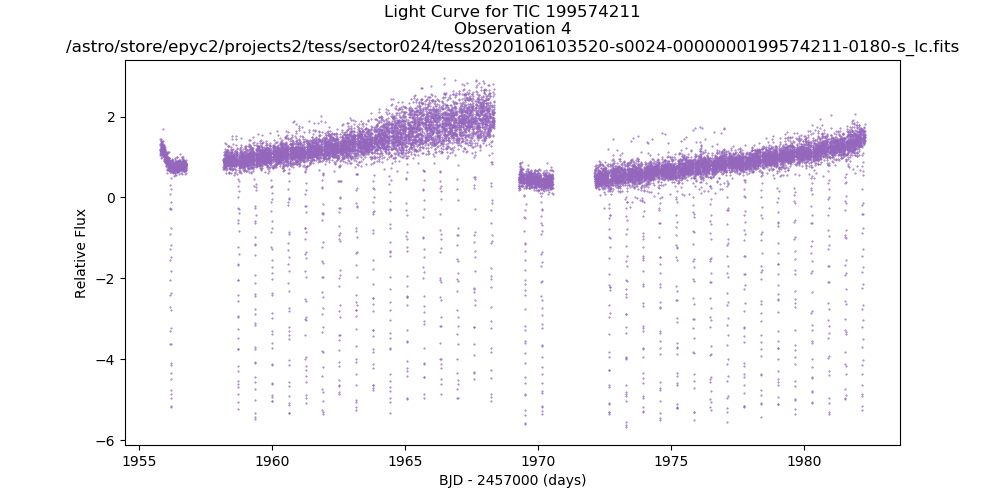 Light Curve for TIC 199574211
Observation 4
/astro/store/epyc2/projects2/tess/sector024/tess2020106103520-s0024-0000000199574211-0180-s_lc.fits
2
0
−2
−4
−6
Relative Flux
1955 1960 1965 1970 1975 1980
BJD - 2457000 (days)